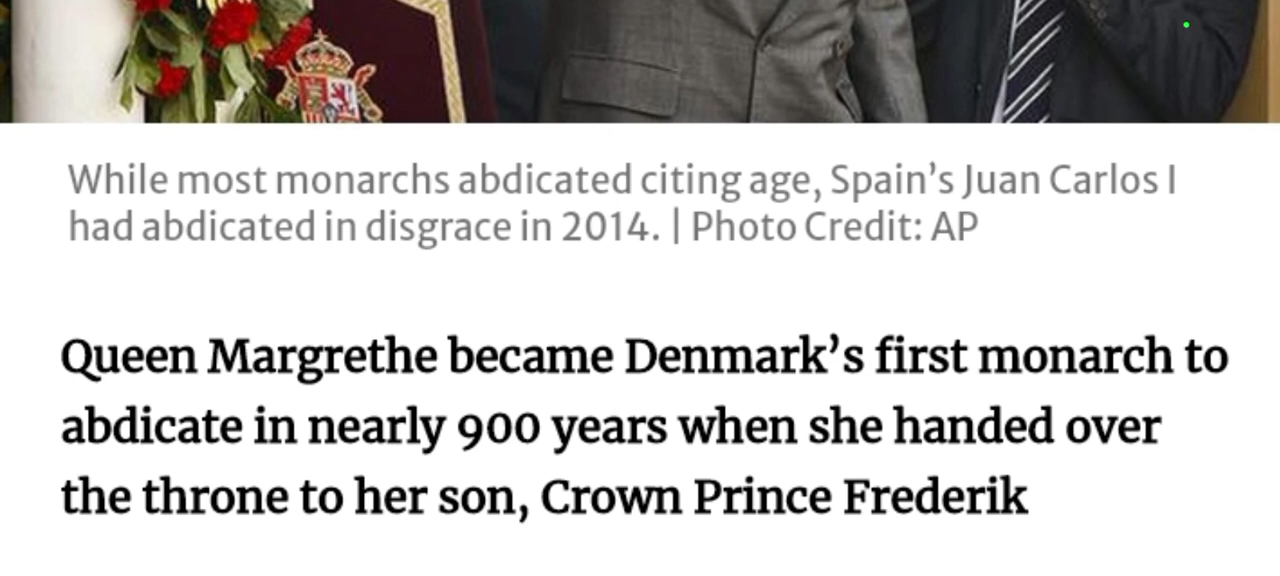 While most monarchs abdicated citing age, Spain’s Juan Carlos I
had abdicated in disgrace in 2014. | Photo Credit: AP
Queen Margrethe became Denmark’s first monarch to
abdicate in nearly 900 years when she handed over
the throne to her son, Crown Prince Frederik